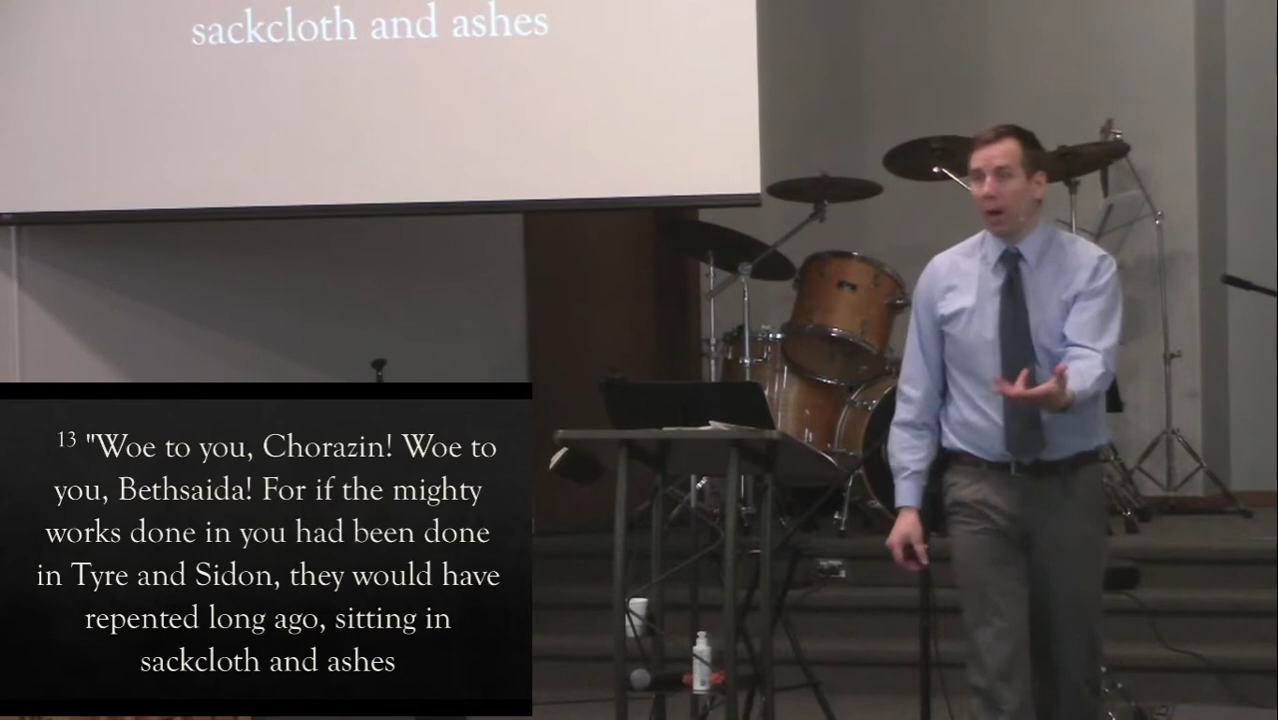 sackcloth and ashes
13 "Woe to you, Chorazin! Woe to
you, Bethsaida! For if the mighty
works done in you had been done
in Tyre and Sidon, they would have
repented long ago, sitting in
sackcloth and ashes